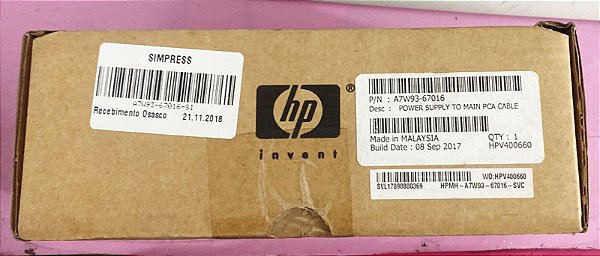 SIMPRESS
A7W93-67016-SI
Recebimento Osasco 21.11.2018
hp
®
invent
P/N : A7W93-67016
Desc : POWER SUPPLY TO MAIN PCA CABLE
Made in MALAYSIA QTY : 1
Build Date : 08 Sep 2017 HPV400660
WO:HPV400660
SVL17090800369 HPMH-A7W93-67016-SVC